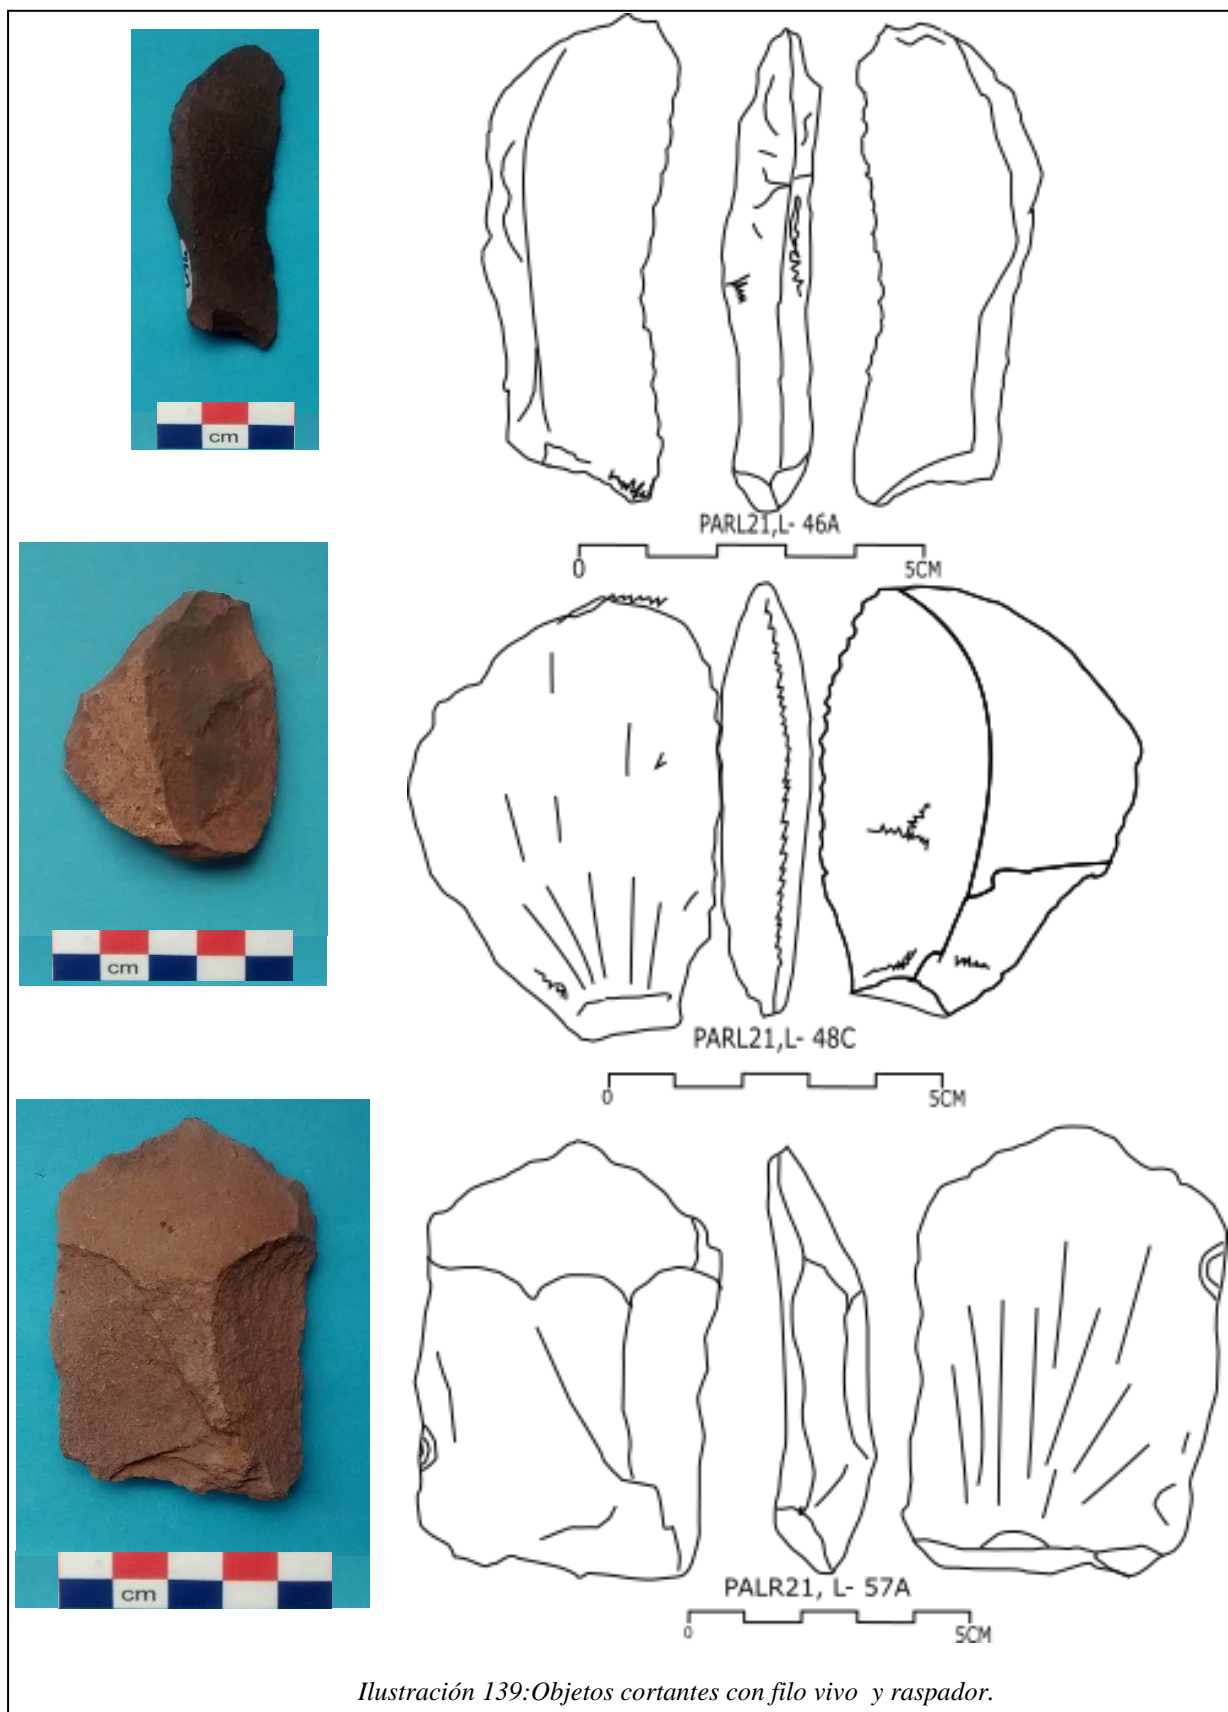 cm
PARL21,L- 46A
0 5CM
cm
PARL21,L- 48C
0 5CM
cm
PALR21, L- 57A
0 5CM
Ilustración 139:Objetos cortantes con filo vivo y raspador.